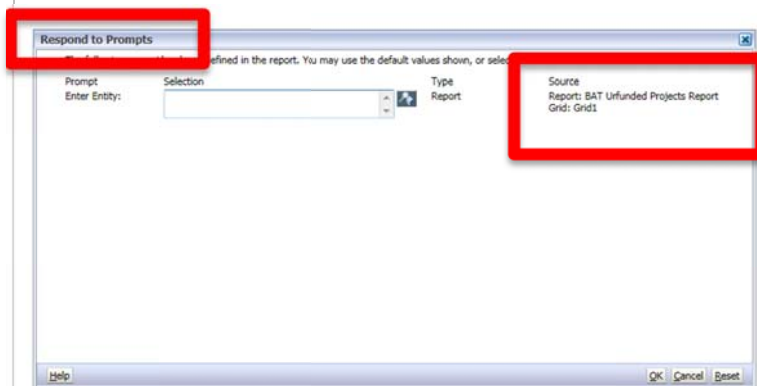 Respond to Prompts
efined in the report. You may use the default values shown, or selec
Prompt Selection Type Source
Enter Entity: Report Report: BAT Urfunded Projects Report
Grid: Grid1
Help OK Cancel Reset